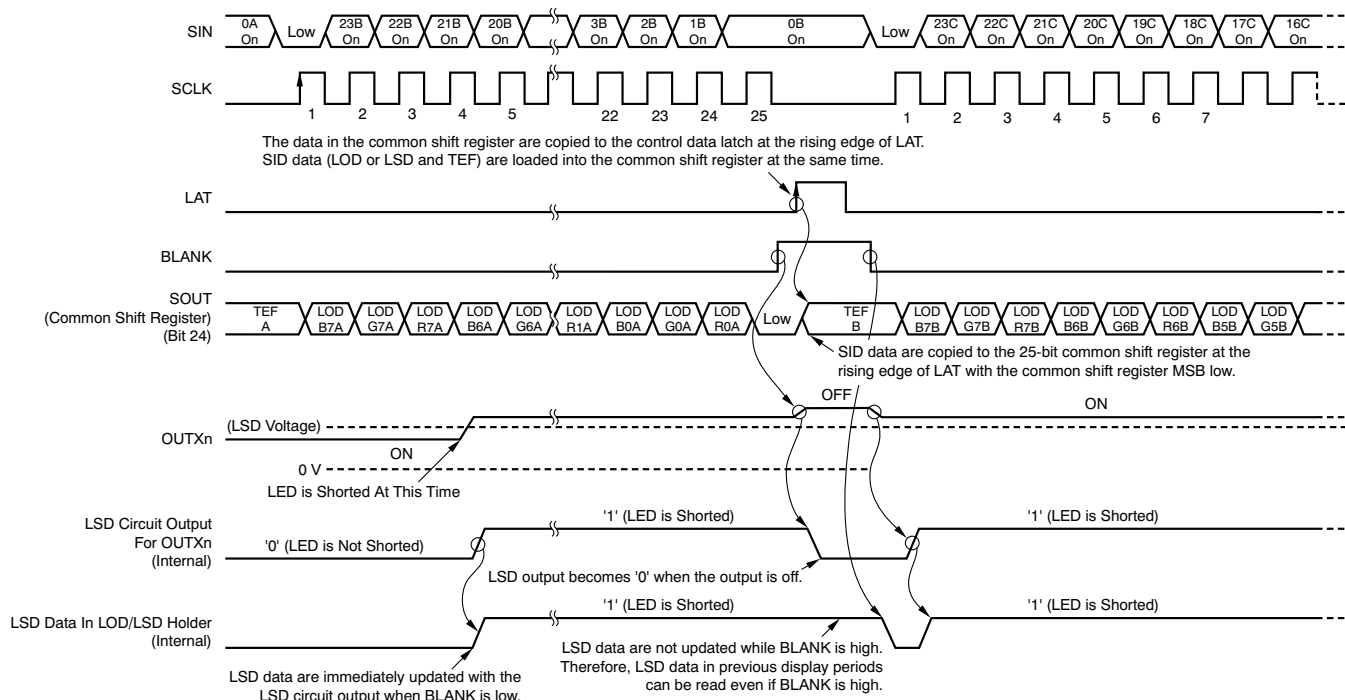 SIN
0A On
Low
23B On
22B On
21B On
20B On
3B On
2B On
1B On
0B On
Low
23C On
22C On
21C On
20C On
19C On
18C On
17C On
16C On
SCLK
1 2 3 4 5 22 23 24 25 1 2 3 4 5 6 7
The data in the common shift register are copied to the control data latch at the rising edge of LAT.
SID data (LOD or LSD and TEF) are loaded into the common shift register at the same time.
LAT
BLANK
SOUT
(Common Shift Register)
(Bit 24)
TEF A
LOD B7A
LOD G7A
LOD R7A
LOD B6A
LOD G6A
LOD R1A
LOD B0A
LOD G0A
LOD R0A
Low
TEF B
LOD B7B
LOD G7B
LOD R7B
LOD B6B
LOD G6B
LOD R6B
LOD B5B
LOD G5B
SID data are copied to the 25-bit common shift register at the
rising edge of LAT with the common shift register MSB low.
OUTXn
(LSD Voltage)
ON
OFF
ON
0 V
LED is Shorted At This Time
LSD Circuit Output
For OUTXn
(Internal)
'0' (LED is Not Shorted)
'1' (LED is Shorted)
'1' (LED is Shorted)
LSD output becomes '0' when the output is off.
LSD Data In LOD/LSD Holder
(Internal)
'1' (LED is Shorted)
'1' (LED is Shorted)
LSD data are immediately updated with the
LSD circuit output when BLANK is low.
LSD data are not updated while BLANK is high.
Therefore, LSD data in previous display periods
can be read even if BLANK is high.